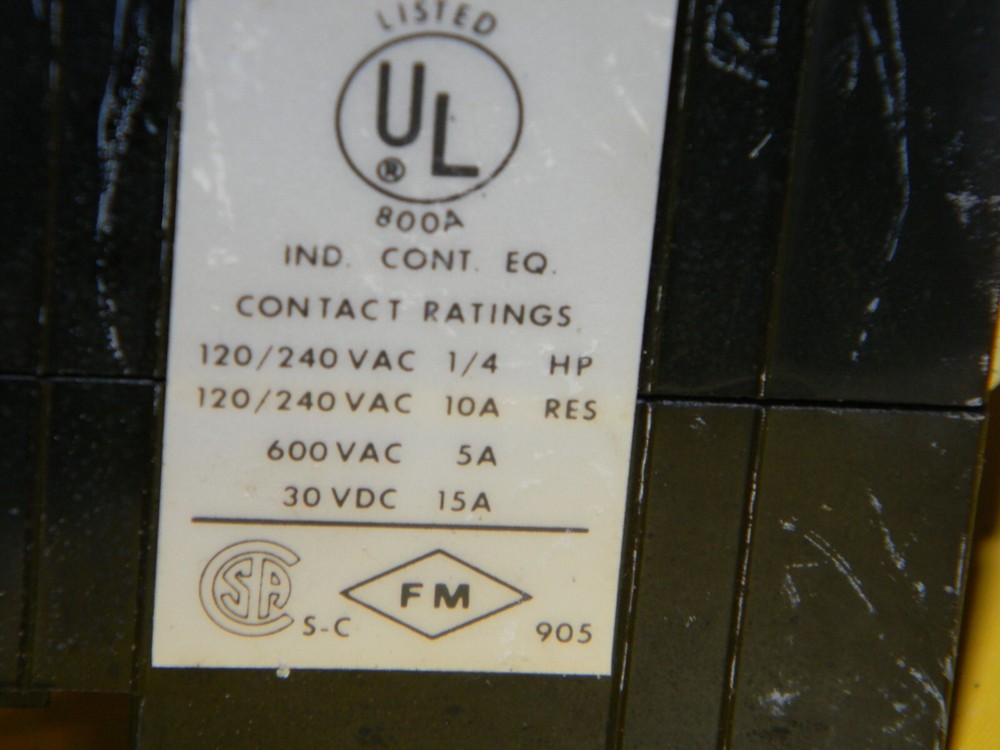 LISTED
UL
®
800A
IND. CONT. EQ.
CONTACT RATINGS
120/240 VAC 1/4 HP
120/240 VAC 10A RES
600 VAC 5A
30 VDC 15A
CSA S-C
FM
905